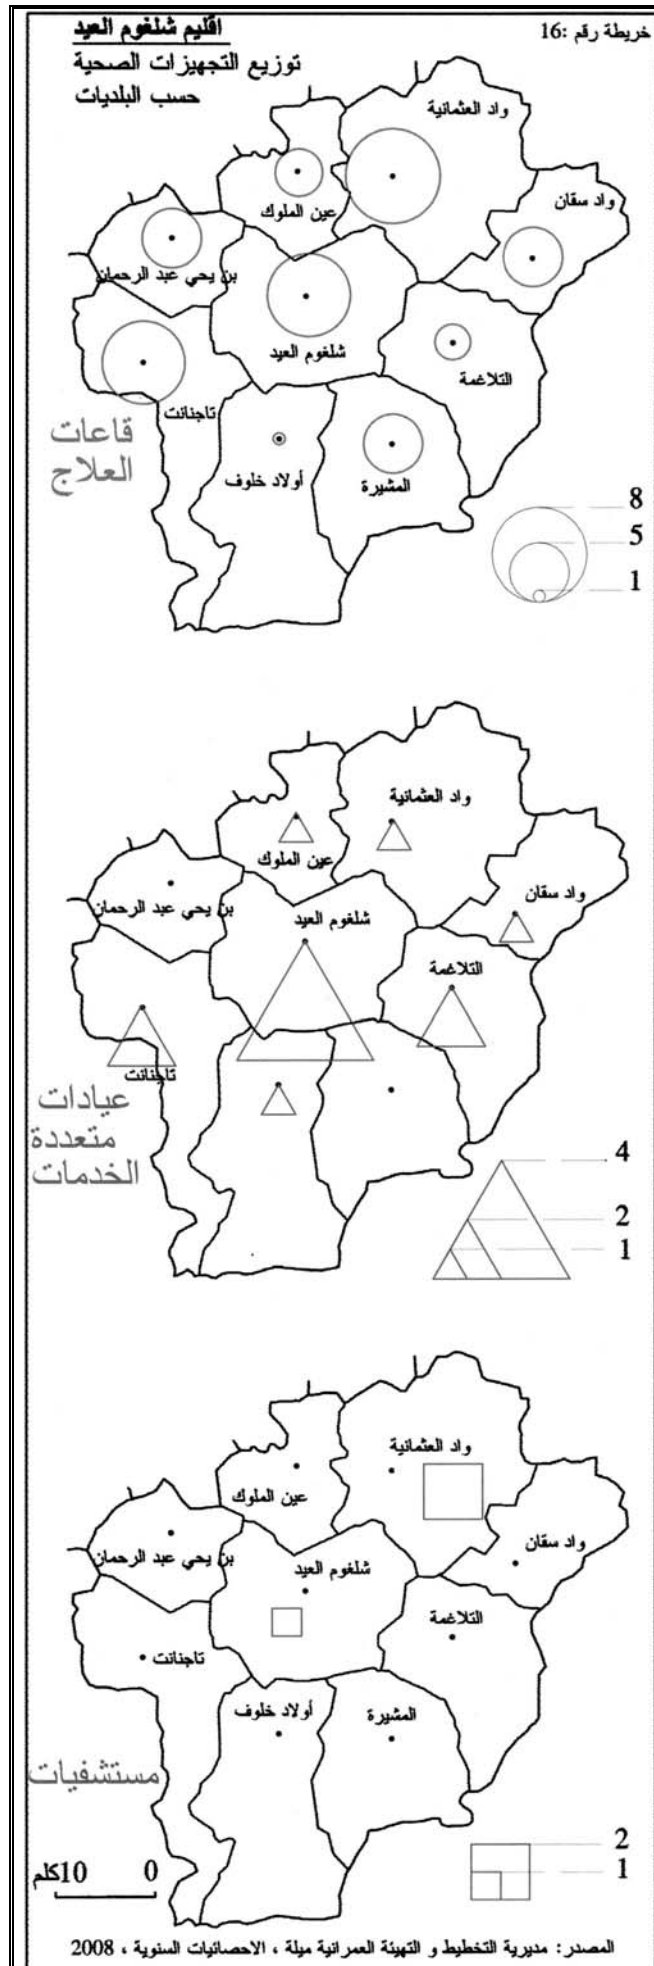 خريطة رقم :16
اقليم شلغوم العيد
توزيع التجهيزات الصحية
حسب البلديات
واد العثمانية
عين الملوك
واد سقان
بن يحي عبد الرحمان
شلغوم العيد
التلاغمة
تاجنانت
قاعات
العلاج
أولاد خلوف
المشيرة
8
5
1
واد العثمانية
عين الملوك
واد سقان
بن يحي عبد الرحمان
شلغوم العيد
التلاغمة
تاجنانت
عيادات
متعددة
الخدمات
4
2
1
واد العثمانية
عين الملوك
واد سقان
بن يحي عبد الرحمان
شلغوم العيد
التلاغمة
تاجنانت
أولاد خلوف
المشيرة
مستشفيات
2
1
0 10كلم
المصدر: مديرية التخطيط و التهيئة العمرانية ميلة ، الاحصائيات السنوية ، 2008